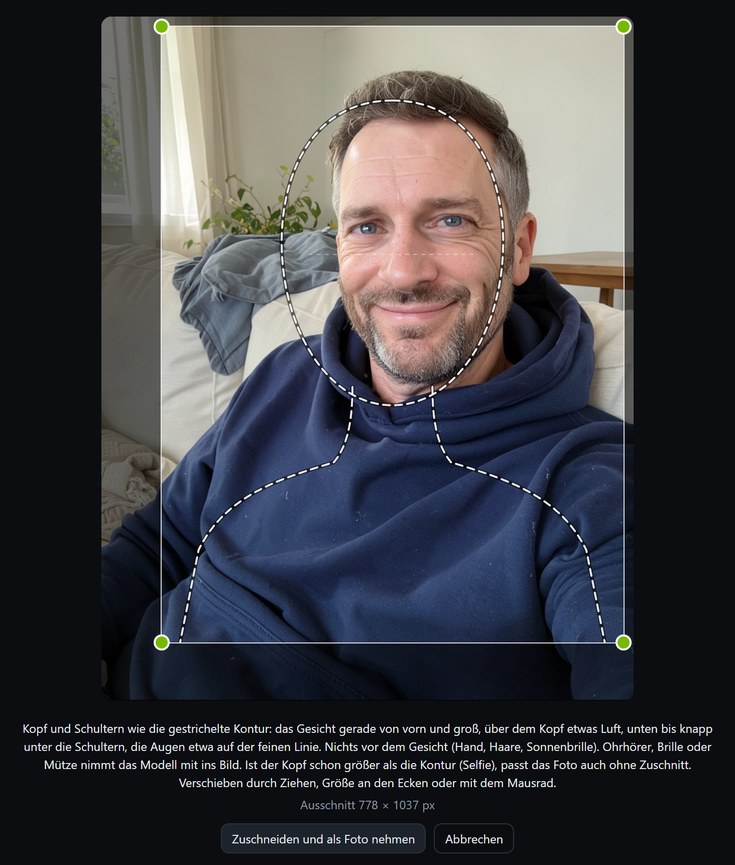 Kopf und Schultern wie die gestrichelte Kontur: das Gesicht gerade von vorn und groß, über dem Kopf etwas Luft, unten bis knapp
unter die Schultern, die Augen etwa auf der feinen Linie. Nichts vor dem Gesicht (Hand, Haare, Sonnenbrille). Ohrhörer, Brille oder
Mütze nimmt das Modell mit ins Bild. Ist der Kopf schon größer als die Kontur (Selfie), passt das Foto auch ohne Zuschnitt.
Verschieben durch Ziehen, Größe an den Ecken oder mit dem Mausrad.
Ausschnitt 778 × 1037 px
Zuschneiden und als Foto nehmen
Abbrechen